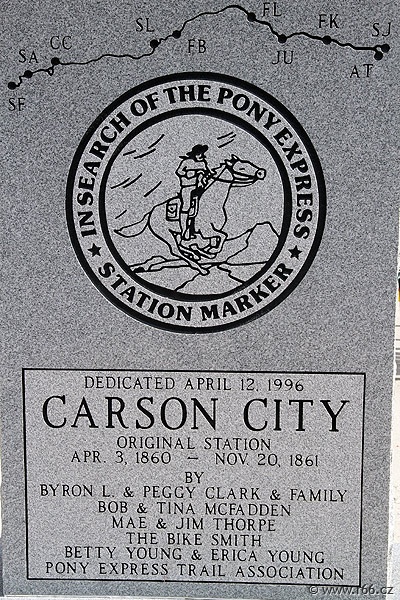 SF SA CC SL FB FL JU FK SJ AT
IN SEARCH OF THE PONY EXPRESS
★ STATION MARKER ★
DEDICATED APRIL 12, 1996
CARSON CITY
ORIGINAL STATION
APR. 3, 1860 – NOV. 20, 1861
BY
BYRON L. & PEGGY CLARK & FAMILY
BOB & TINA MCFADDEN
MAE & JIM THORPE
THE BIKE SMITH
BETTY YOUNG & ERICA YOUNG
PONY EXPRESS TRAIL ASSOCIATION
© www.r66.cz